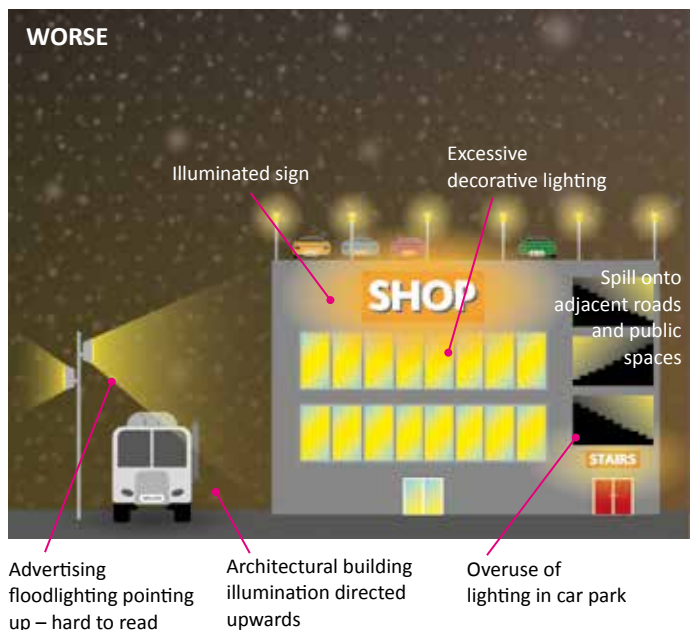 WORSE
Illuminated sign
Excessive
decorative lighting
SHOP
Spill onto
adjacent roads
and public
spaces
STAIRS
Advertising
floodlighting pointing
up – hard to read
Architectural building
illumination directed
upwards
Overuse of
lighting in car park